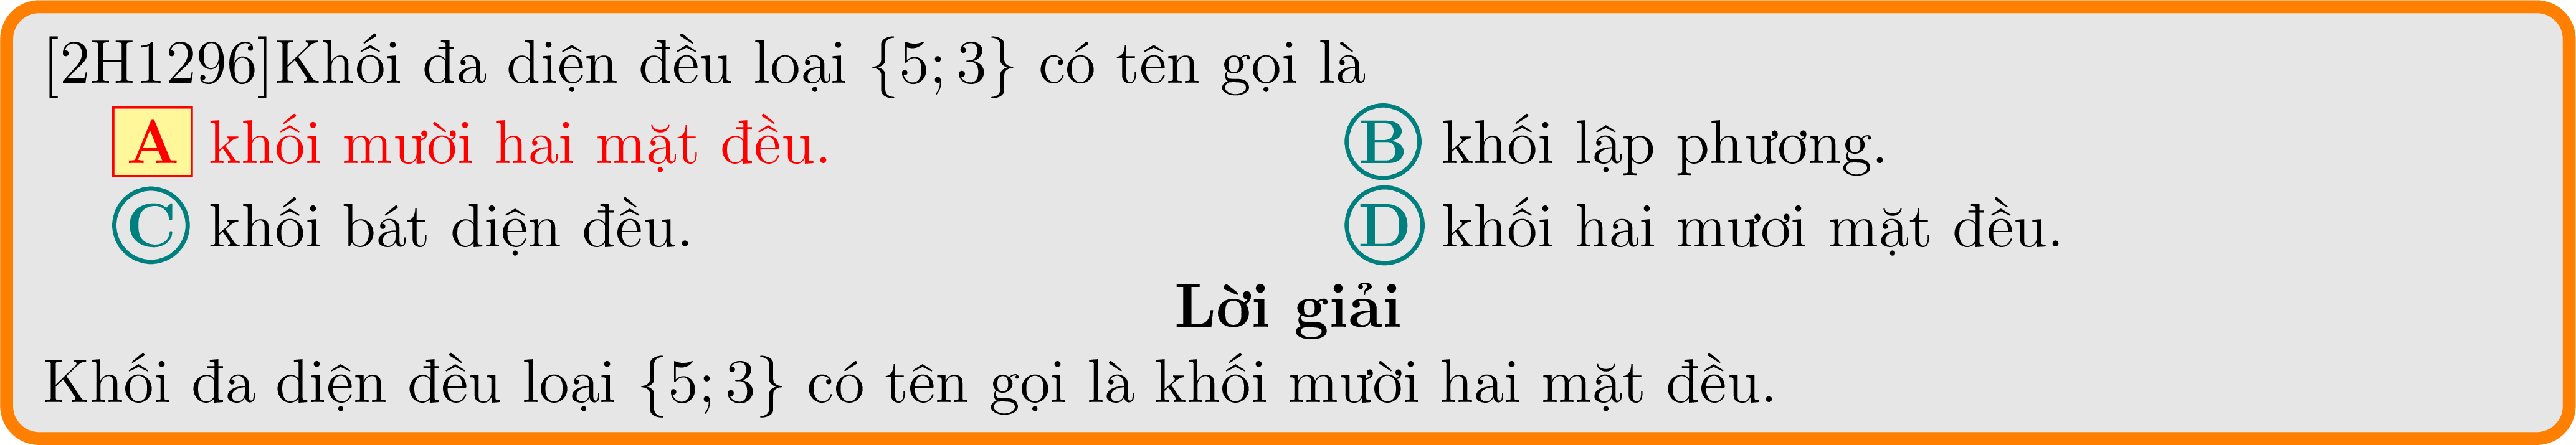 [2H1296]Khối đa diện đều loại {5; 3} có tên gọi là
A khối mười hai mặt đều. B khối lập phương.
C khối bát diện đều. D khối hai mươi mặt đều.
Lời giải
Khối đa diện đều loại {5; 3} có tên gọi là khối mười hai mặt đều.